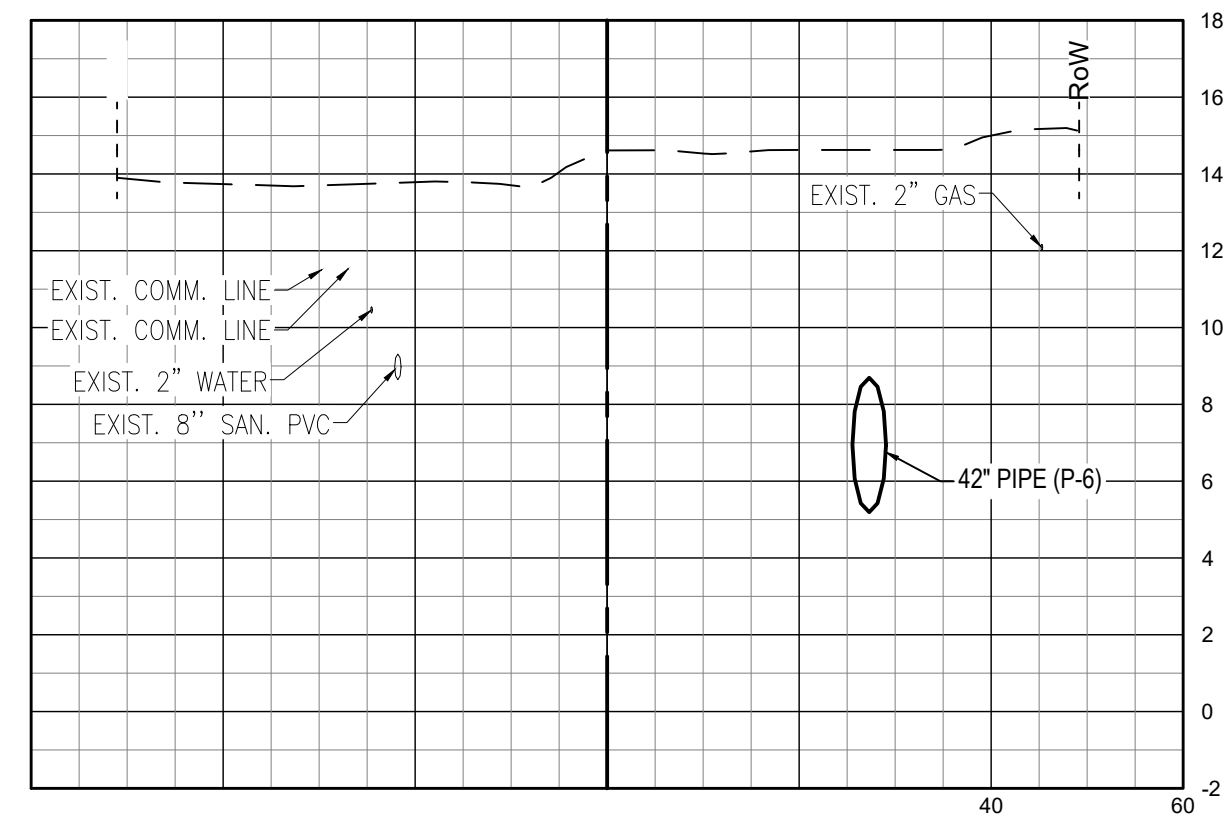 18
RoW
16
14
EXIST. 2” GAS
12
EXIST. COMM. LINE
EXIST. COMM. LINE
10
EXIST. 2” WATER
8
EXIST. 8’’ SAN. PVC
42" PIPE (P-6)
6
4
2
0
-2
40
60